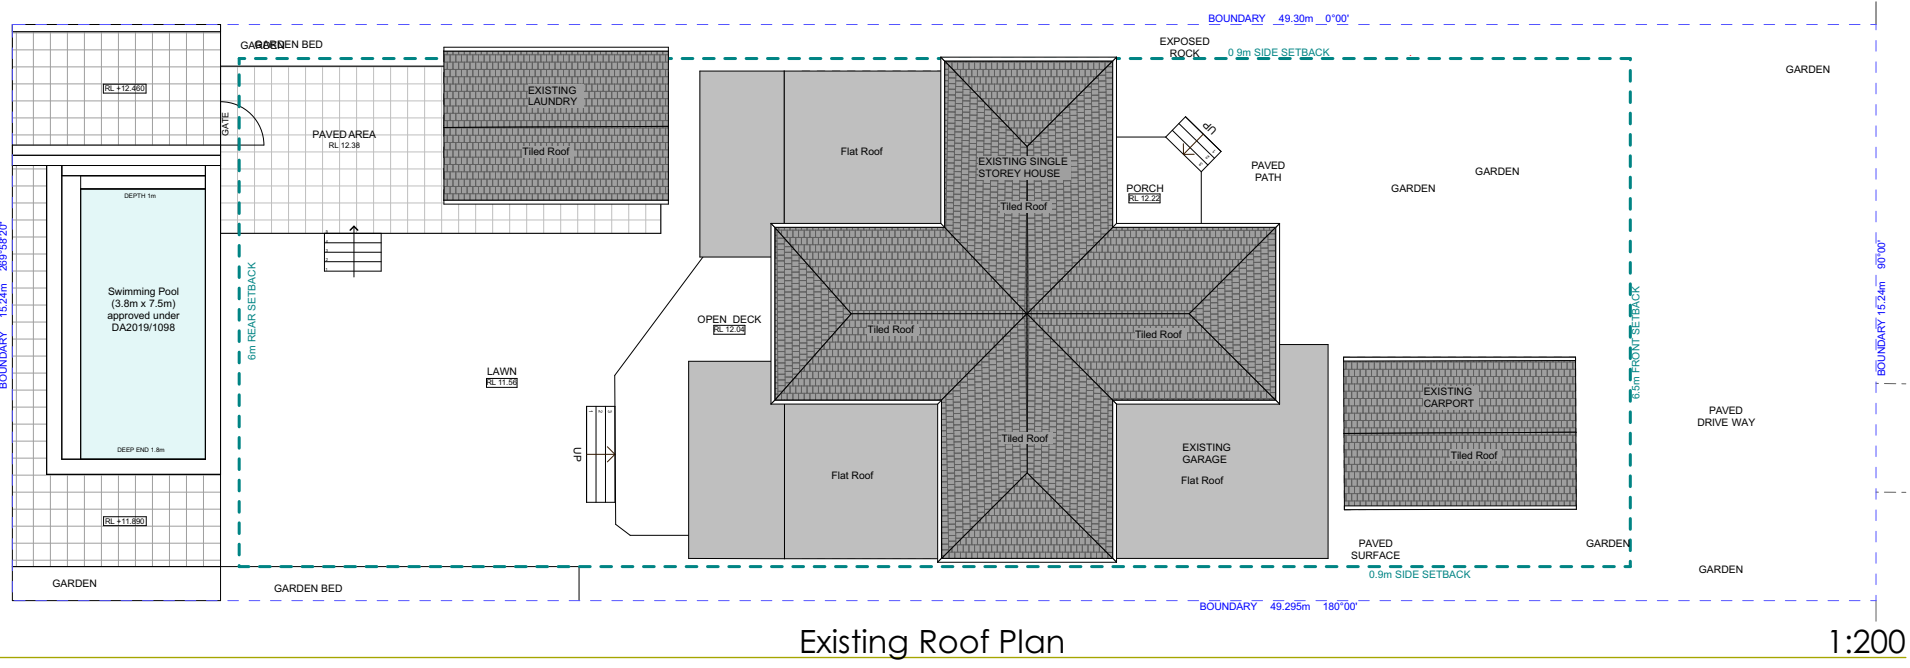 BOUNDARY 49.30m 0°00'
GARDEN
GARDEN BED
EXPOSED
ROCK
0 9m SIDE SETBACK
GARDEN
RL +12.460
EXISTING
LAUNDRY
GATE
PAVED AREA
RL 12.38
Tiled Roof
Flat Roof
UP
EXISTING SINGLE
STOREY HOUSE
PAVED
PATH
GARDEN
GARDEN
PORCH
RL 12.22
DEPTH 1m
Tiled Roof
BOUNDARY 15.24m 269°58'20"
Swimming Pool
(3.8m x 7.5m)
approved under
DA2019/1098
6m REAR SETBACK
OPEN DECK
RL 12.04
Tiled Roof
Tiled Roof
6.5m FRONT SETBACK
BOUNDARY 15.24m 90°00'
LAWN
RL 11.56
EXISTING
CARPORT
PAVED
DRIVE WAY
DEEP END 1.8m
UP
1 2 3
Tiled Roof
EXISTING
GARAGE
Flat Roof
Tiled Roof
Flat Roof
RL +11.890
PAVED
SURFACE
GARDEN
GARDEN
0.9m SIDE SETBACK
GARDEN
GARDEN BED
BOUNDARY 49.295m 180°00'
Existing Roof Plan
1:200